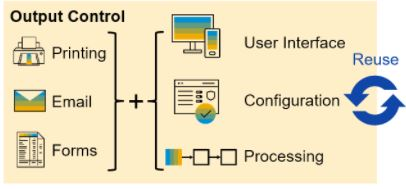 Output Control
Printing
Email
Forms
+
User Interface
Configuration
Processing
Reuse